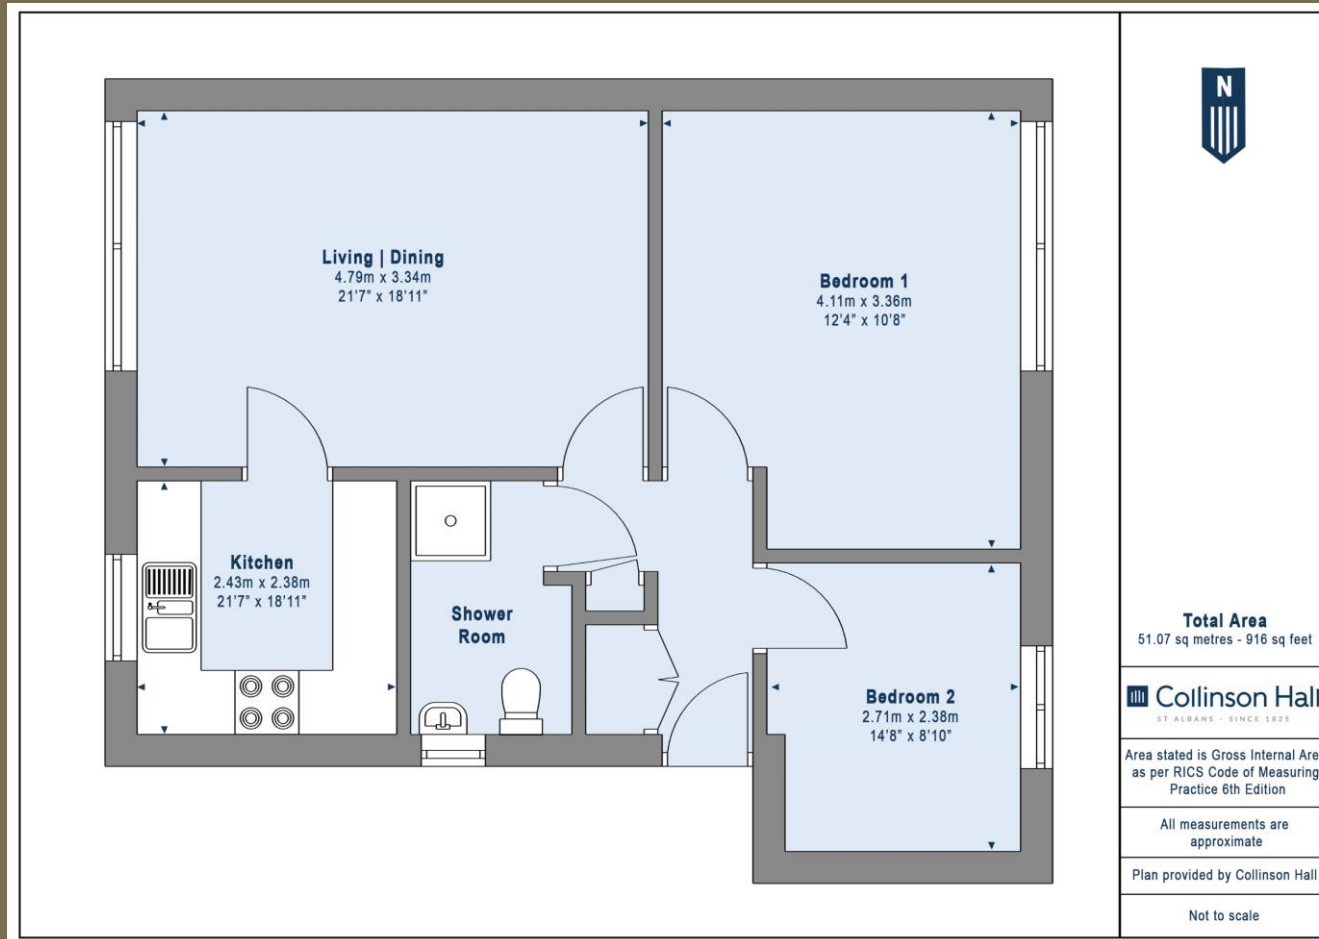 N
Living | Dining
4.79m x 3.34m
21'7" x 18'11"
Bedroom 1
4.11m x 3.36m
12'4" x 10'8"
Kitchen
2.43m x 2.38m
21'7" x 18'11"
Shower
Room
Bedroom 2
2.71m x 2.38m
14'8" x 8'10"
Total Area
51.07 sq metres - 916 sq feet
Collinson Hall
ST ALBANS - SINCE 1825
Area stated is Gross Internal Are
as per RICS Code of Measuring
Practice 6th Edition
All measurements are
approximate
Plan provided by Collinson Hall
Not to scale